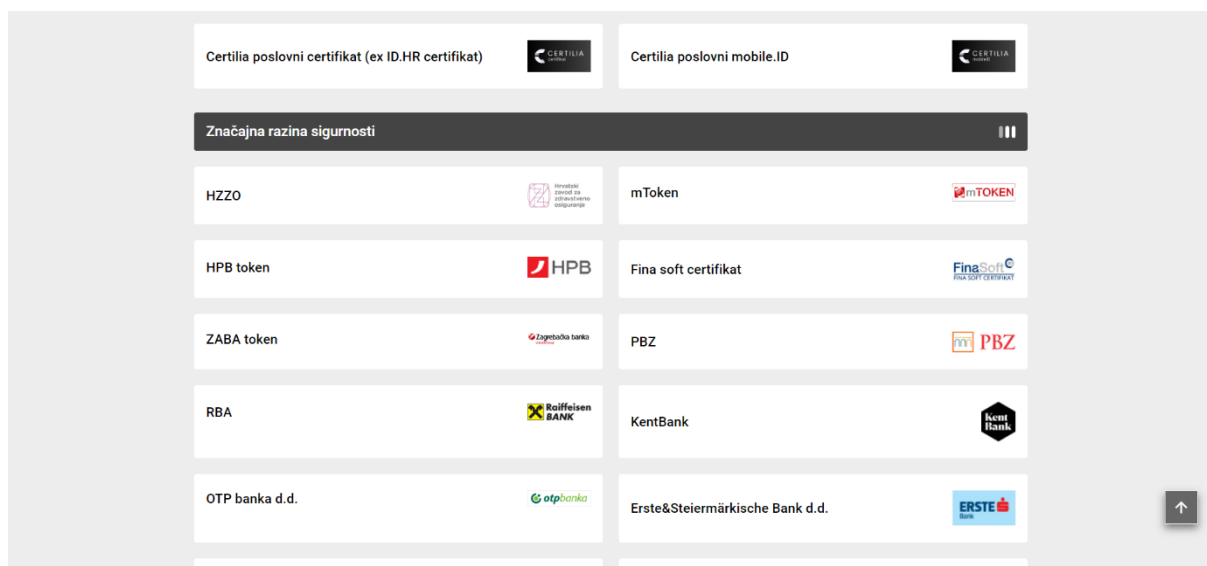 Certilia poslovni certifikat (ex ID.HR certifikat)
CERTILIA
certifikat
Certilia poslovni mobile.ID
CERTILIA
mobileID
Značajna razina sigurnosti
HZZO
Hrvatski
zavod za
zdravstveno
osiguranje
mToken
mTOKEN
HPB token
HPB
Fina soft certifikat
FinaSoft
FINA SOFT CERTIFIKAT
ZABA token
Zagrebačka banka
PBZ
PBZ
RBA
Raiffeisen
BANK
KentBank
Kent
Bank
OTP banka d.d.
otpbanka
Erste&Steiermärkische Bank d.d.
ERSTE
Bank